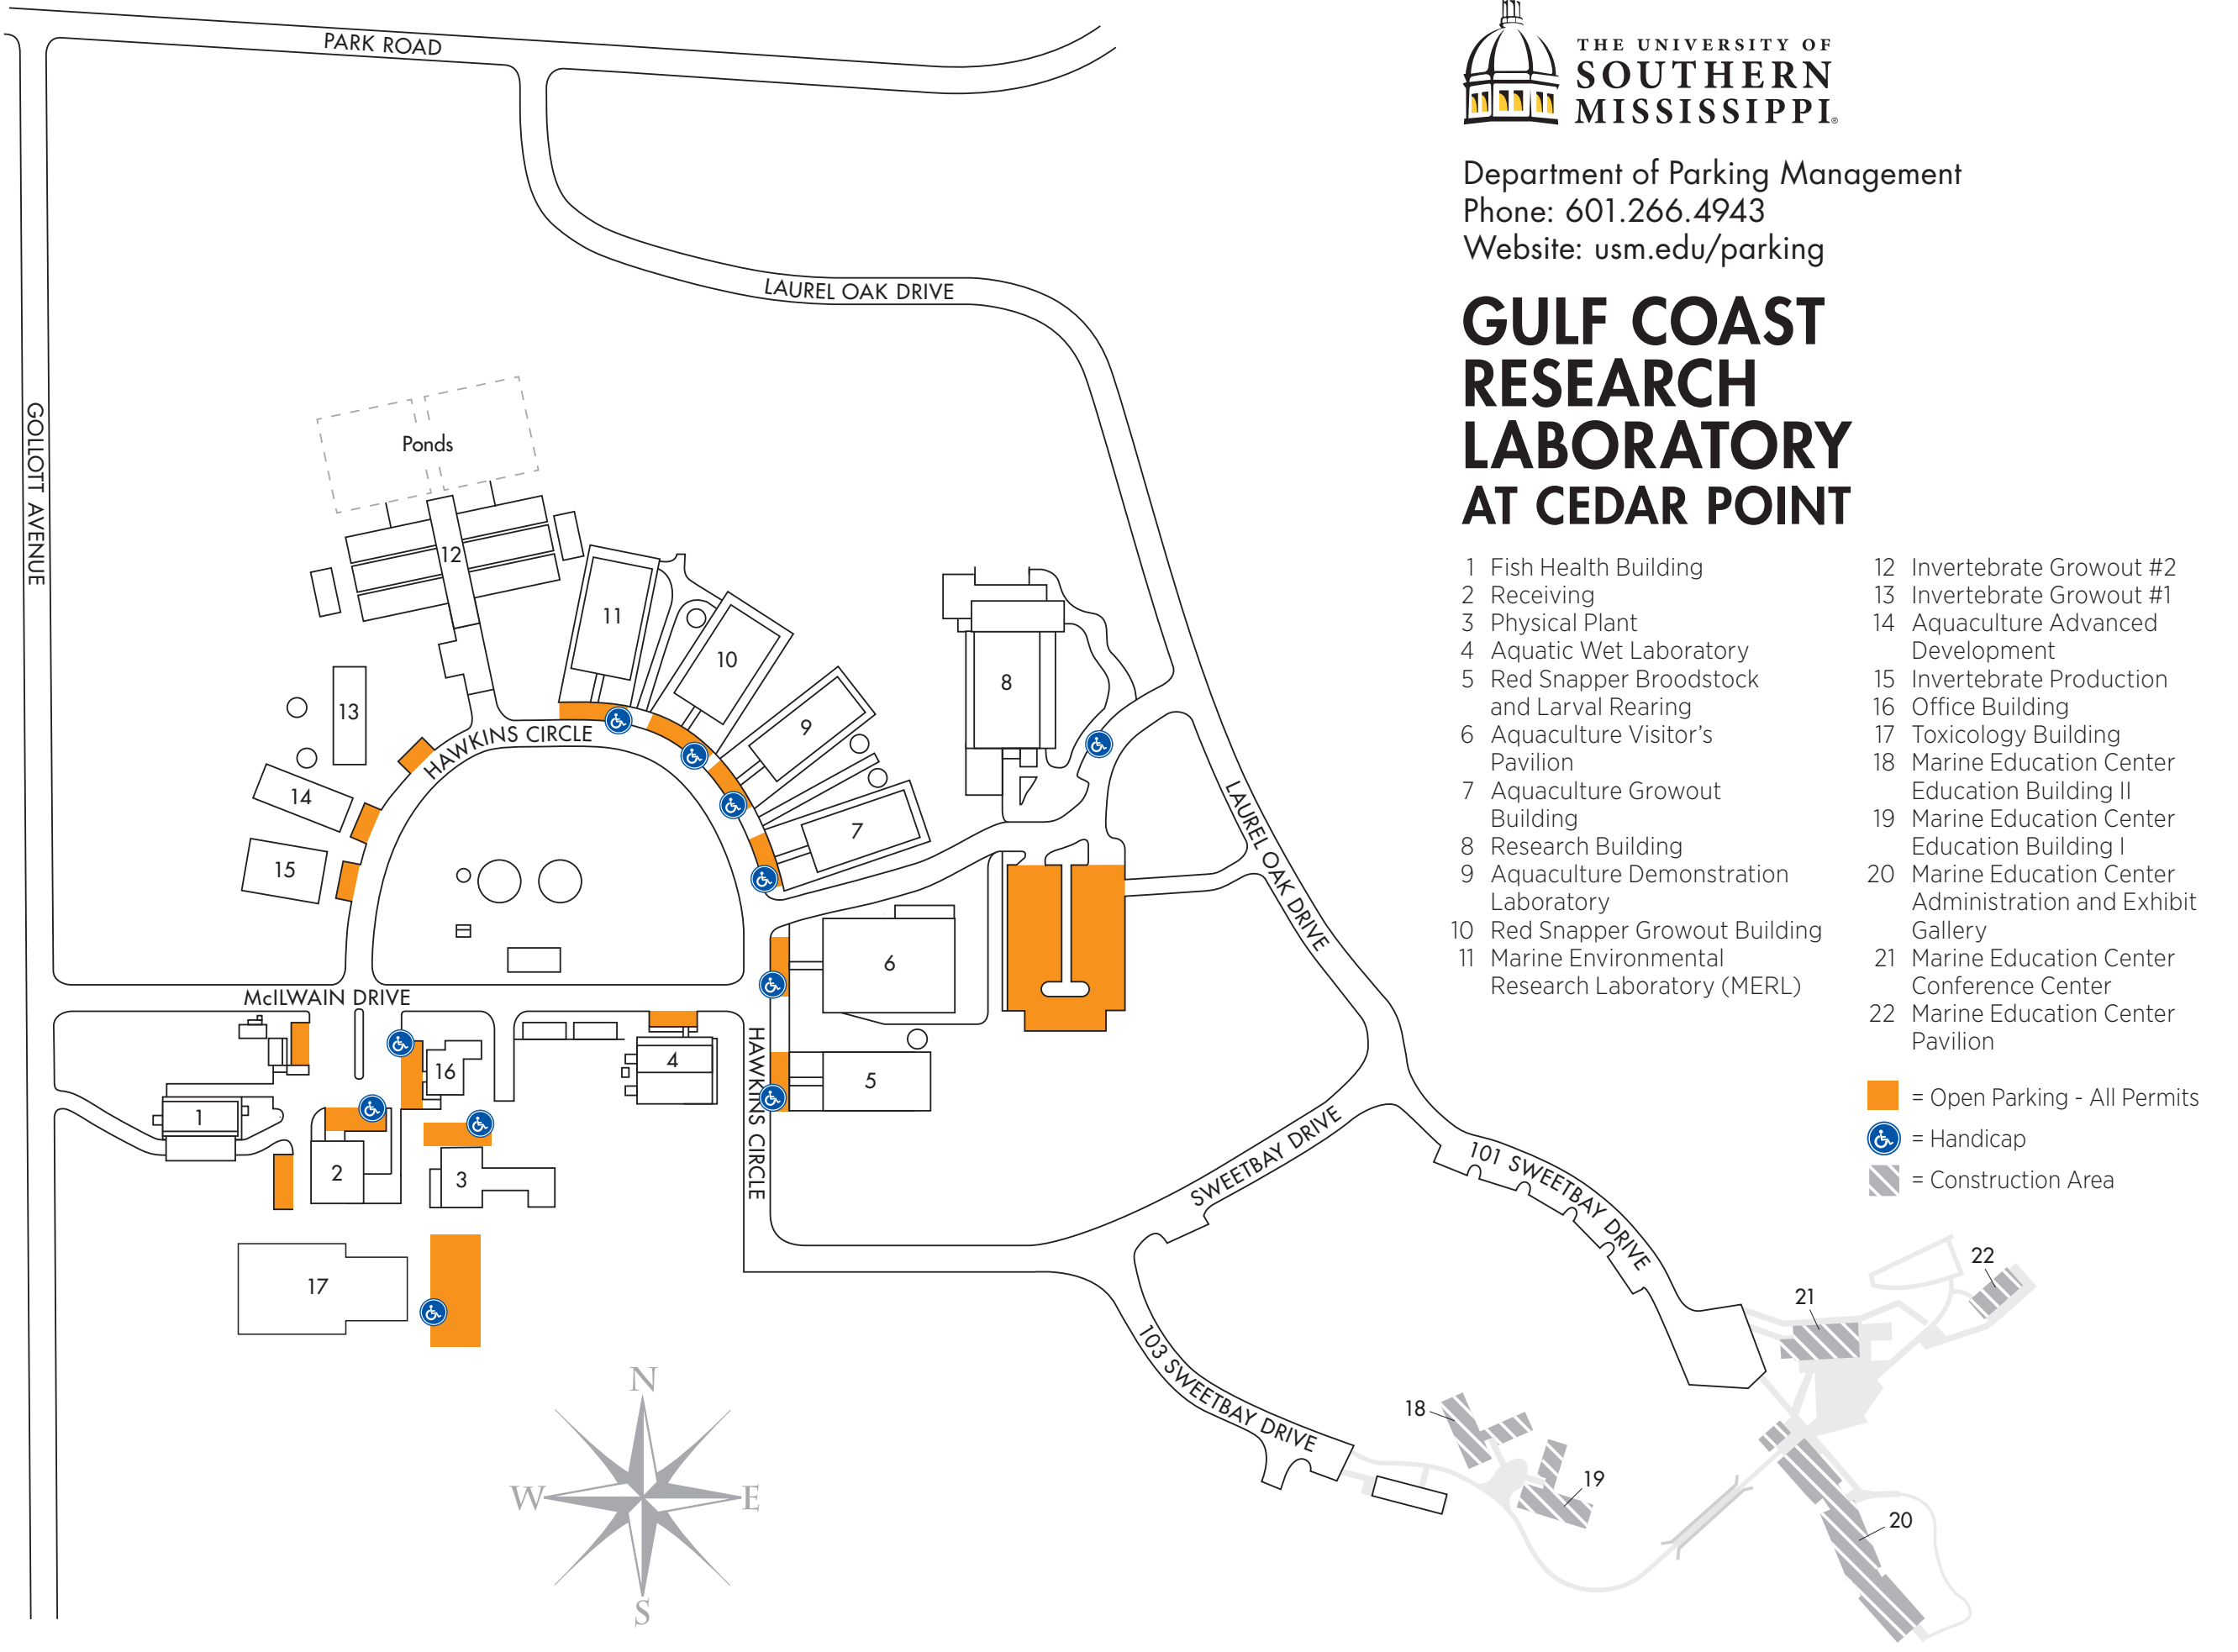 THE UNIVERSITY OF
SOUTHERN
MISSISSIPPI®
Department of Parking Management
Phone: 601.266.4943
Website: usm.edu/parking
GULF COAST
RESEARCH
LABORATORY
AT CEDAR POINT
1 Fish Health Building
2 Receiving
3 Physical Plant
4 Aquatic Wet Laboratory
5 Red Snapper Broodstock
and Larval Rearing
6 Aquaculture Visitor's
Pavilion
7 Aquaculture Growout
Building
8 Research Building
9 Aquaculture Demonstration
Laboratory
10 Red Snapper Growout Building
11 Marine Environmental
Research Laboratory (MERL)
12 Invertebrate Growout #2
13 Invertebrate Growout #1
14 Aquaculture Advanced
Development
15 Invertebrate Production
16 Office Building
17 Toxicology Building
18 Marine Education Center
Education Building II
19 Marine Education Center
Education Building I
20 Marine Education Center
Administration and Exhibit
Gallery
21 Marine Education Center
Conference Center
22 Marine Education Center
Pavilion
= Open Parking - All Permits
= Handicap
= Construction Area
PARK ROAD
LAUREL OAK DRIVE
GOLLOTT AVENUE
Ponds
12
11
10
13
9
8
HAWKINS CIRCLE
14
7
15
LAUREL OAK DRIVE
6
McILWAIN DRIVE
4
16
5
HAWKINS CIRCLE
1
2
3
SWEETBAY DRIVE
101 SWEETBAY DRIVE
17
22
21
103 SWEETBAY DRIVE
18
19
20
N
W
E
S